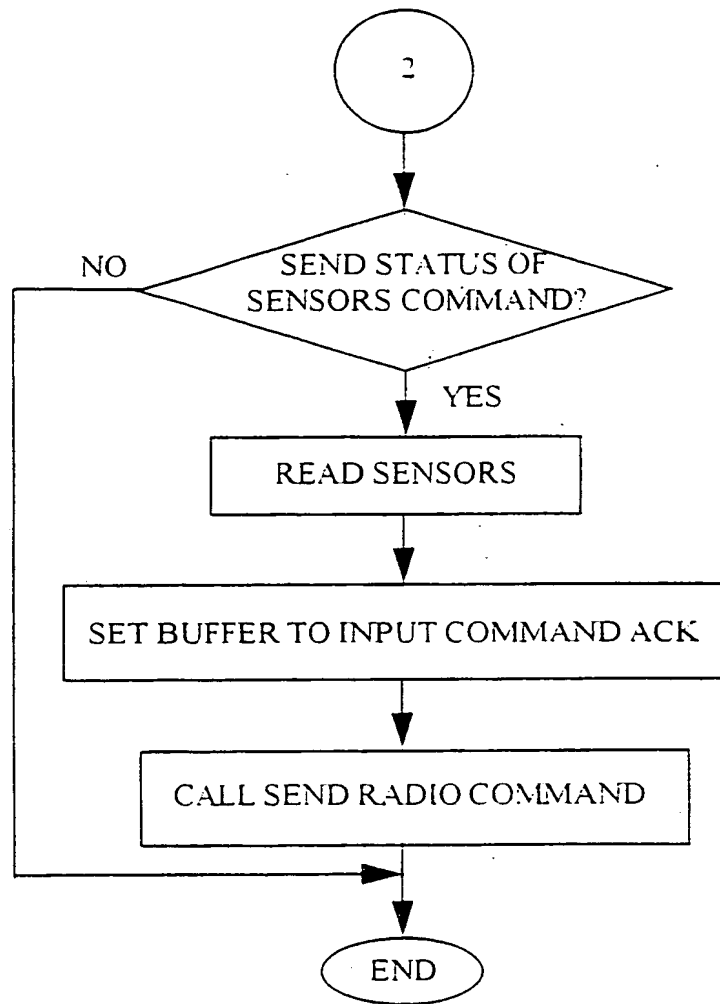 2
SEND STATUS OF
SENSORS COMMAND?
NO
YES
READ SENSORS
SET BUFFER TO INPUT COMMAND ACK
CALL SEND RADIO COMMAND
END